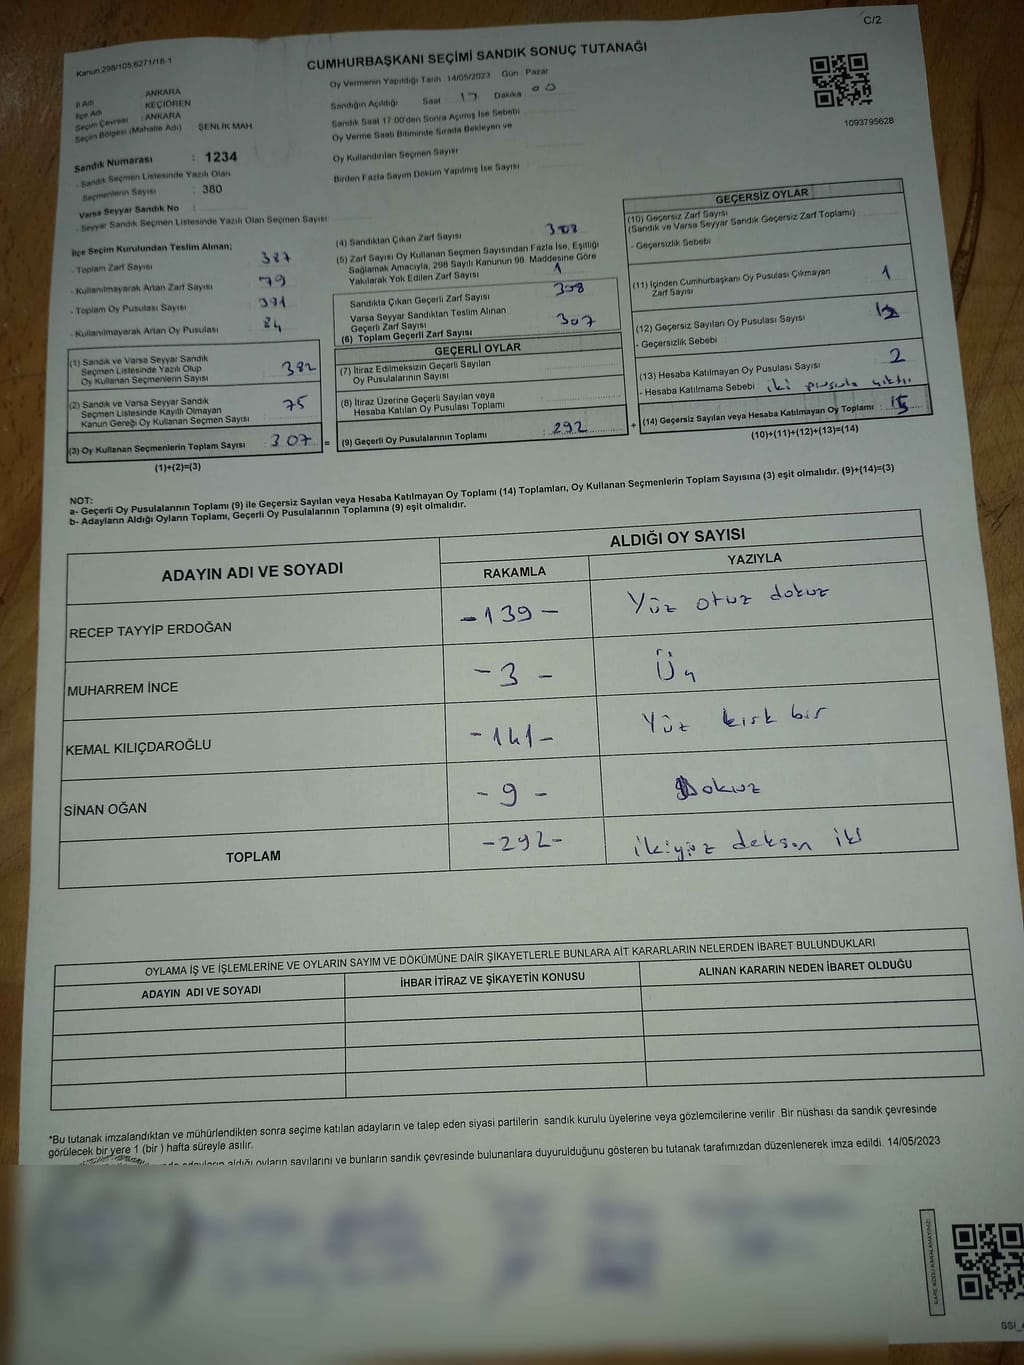 C/2
Kanun 298/105,6271/18-1
CUMHURBAŞKANI SEÇİMİ SANDIK SONUÇ TUTANAĞI
Oy Vermenin Yapıldığı Tarih 14/05/2023 Gün Pazar
İl Adı ANKARA
İlçe Adı KEÇİÖREN
Seçim Çevresi : ANKARA
Seçim Bölgesi (Mahalle Adı) : ŞENLİK MAH.
Sandığın Açıldığı Saat 17 Dakika 00
Sandık Saat 17:00'den Sonra Açımış İse Sebebi
Oy Verme Saati Bitiminde Sırada Bekleyen ve
Oy Kullandırılan Seçmen Sayısı
Birden Fazla Sayım Döküm Yapılmış İse Sayısı
1093795628
Sandık Numarası : 1234
- Sandık Seçmen Listesinde Yazılı Olan
Seçmenlerin Sayısı : 380
Varsa Seyyar Sandık No
- Seyyar Sandık Seçmen Listesinde Yazılı Olan Seçmen Sayısı
İlçe Seçim Kurulundan Teslim Alınan;
- Toplam Zarf Sayısı 387
- Kullanılmayarak Artan Zarf Sayısı 79
- Toplam Oy Pusulası Sayısı 391
- Kullanılmayarak Artan Oy Pusulası 84
(1) Sandık ve Varsa Seyyar Sandık
Seçmen Listesinde Yazılı Olup
Oy Kullanan Seçmenlerin Sayısı 382
(2) Sandık ve Varsa Seyyar Sandık
Seçmen Listesinde Kayıtlı Olmayan
Kanun Gereği Oy Kullanan Seçmen Sayısı 75
(3) Oy Kullanan Seçmenlerin Toplam Sayısı : 307
(1)+(2)=(3)
(4) Sandıktan Çıkan Zarf Sayısı 308
(5) Zarf Sayısı Oy Kullanan Seçmen Sayısından Fazla İse, Eşitliği
Sağlamak Amacıyla, 298 Sayılı Kanunun 98. Maddesine Göre
Yakılarak Yok Edilen Zarf Sayısı 1
Sandıkta Çıkan Geçerli Zarf Sayısı 308
Varsa Seyyar Sandıktan Teslim Alınan
Geçerli Zarf Sayısı
(6) Toplam Geçerli Zarf Sayısı 307
GEÇERLİ OYLAR
(7) İtiraz Edilmeksizin Geçerli Sayılan
Oy Pusulalarının Sayısı
(8) İtiraz Üzerine Geçerli Sayılan veya
Hesaba Katılan Oy Pusulası Toplamı
= (9) Geçerli Oy Pusulalarının Toplamı : 292
GEÇERSİZ OYLAR
(10) Geçersiz Zarf Sayısı
(Sandık ve Varsa Seyyar Sandık Geçersiz Zarf Toplamı)
- Geçersizlik Sebebi
(11) İçinden Cumhurbaşkanı Oy Pusulası Çıkmayan
Zarf Sayısı 1
(12) Geçersiz Sayılan Oy Pusulası Sayısı : 12
- Geçersizlik Sebebi
(13) Hesaba Katılmayan Oy Pusulası Sayısı 2
- Hesaba Katılmama Sebebi : iki pusula çıktı
+ (14) Geçersiz Sayılan veya Hesaba Katılmayan Oy Toplamı : 15
(10)+(11)+(12)+(13)=(14)
NOT:
a- Geçerli Oy Pusulalarının Toplamı (9) ile Geçersiz Sayılan veya Hesaba Katılmayan Oy Toplamı (14) Toplamları, Oy Kullanan Seçmenlerin Toplam Sayısına (3) eşit olmalıdır. (9)+(14)=(3)
b- Adayların Aldığı Oyların Toplamı, Geçerli Oy Pusulalarının Toplamına (9) eşit olmalıdır.
ADAYIN ADI VE SOYADI
ALDIĞI OY SAYISI
RAKAMLA YAZIYLA
RECEP TAYYİP ERDOĞAN -139- Yüz otuz dokuz
MUHARREM İNCE -3- Üç
KEMAL KILIÇDAROĞLU -141- Yüz kırk bir
SİNAN OĞAN -9- Dokuz
TOPLAM -292- ikiyüz doksan iki
OYLAMA İŞ VE İŞLEMLERİNE VE OYLARIN SAYIM VE DÖKÜMÜNE DAİR ŞİKAYETLERLE BUNLARA AİT KARARLARIN NELERDEN İBARET BULUNDUKLARI
ADAYIN ADI VE SOYADI İHBAR İTİRAZ VE ŞİKAYETİN KONUSU ALINAN KARARIN NEDEN İBARET OLDUĞU
*Bu tutanak imzalandıktan ve mühürlendikten sonra seçime katılan adayların ve talep eden siyasi partilerin sandık kurulu üyelerine veya gözlemcilerine verilir. Bir nüshası da sandık çevresinde
görülecek bir yere 1 (bir ) hafta süreyle asılır.
adayların aldığı oyların sayılarını ve bunların sandık çevresinde bulunanlara duyurulduğunu gösteren bu tutanak tarafımızdan düzenlenerek imza edildi. 14/05/2023
KARE KODU KARALAMAYINIZ!